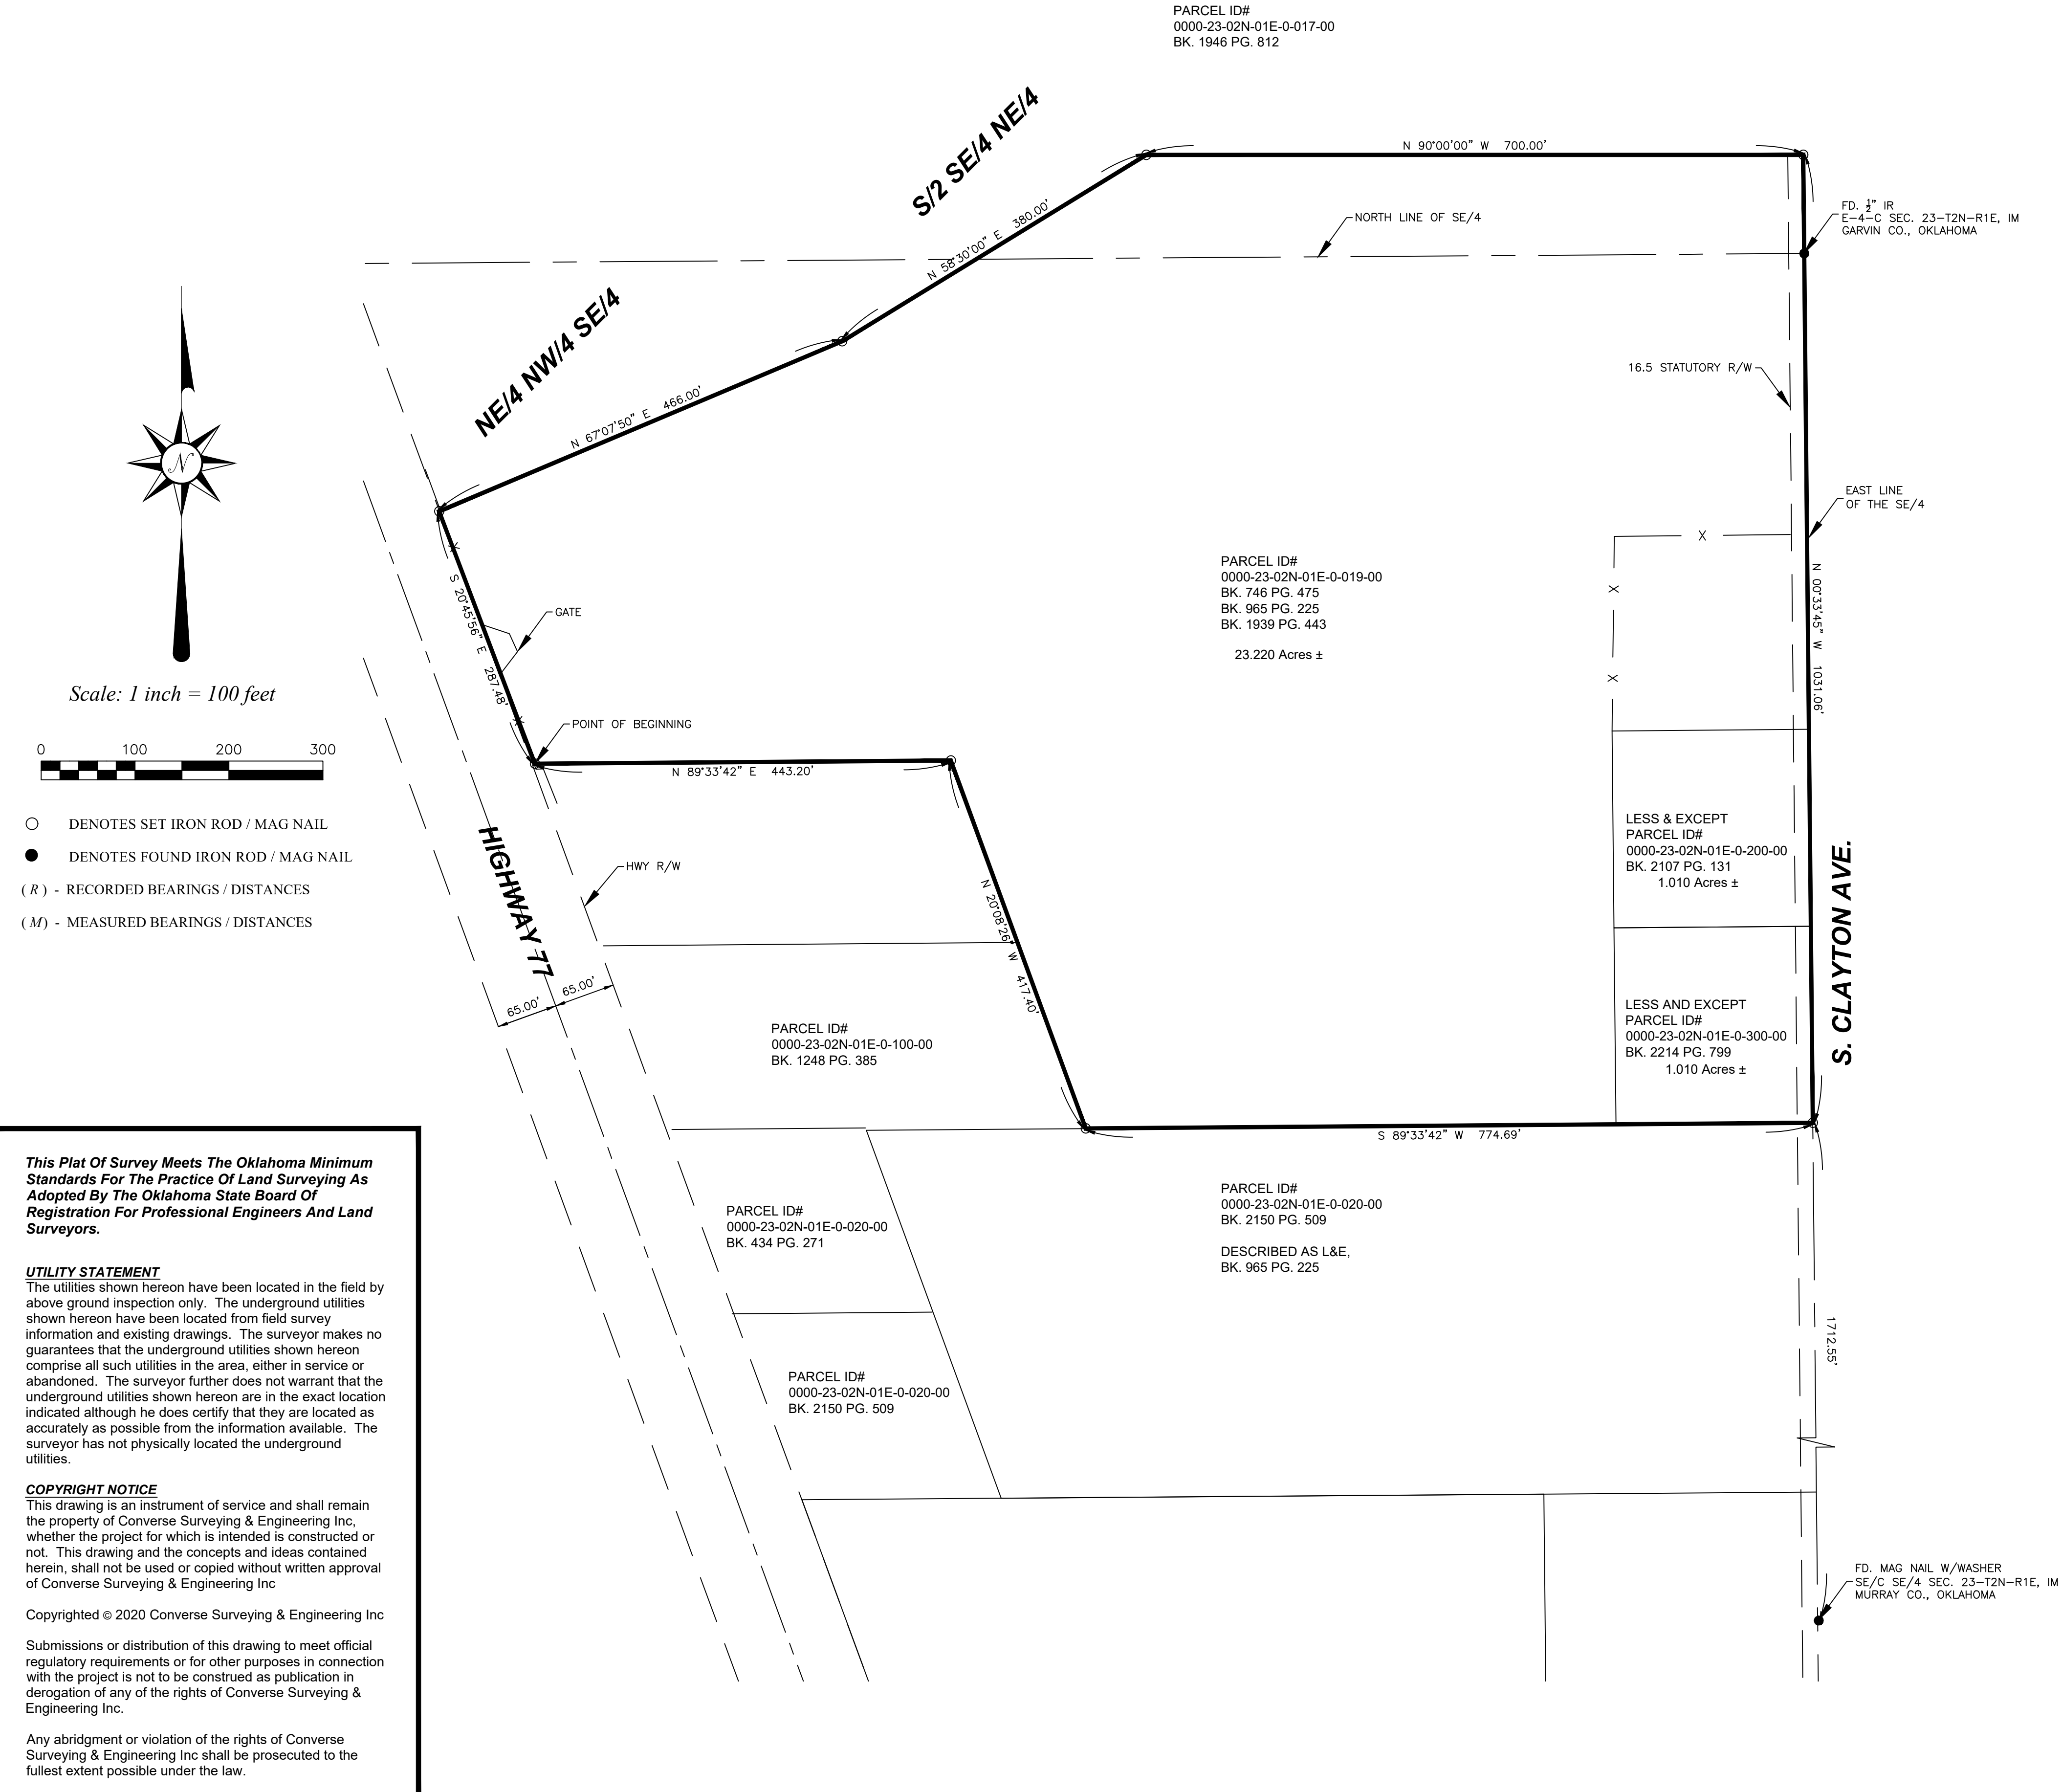 PARCEL ID#
0000-23-02N-01E-0-017-00
BK. 1946 PG. 812
S/2 SE/4 NE/4
N 90°00'00" W 700.00'
NORTH LINE OF SE/4
FD. ½" IR
E-4-C SEC. 23-T2N-R1E, IM
GARVIN CO., OKLAHOMA
N 58°30'00" E 380.00'
NE/4 NW/4 SE/4
N 67°07'50" E 466.00'
16.5 STATUTORY R/W
EAST LINE
OF THE SE/4
N 00°33'45" W 1031.06'
N
Scale: 1 inch = 100 feet
0 100 200 300
DENOTES SET IRON ROD / MAG NAIL
DENOTES FOUND IRON ROD / MAG NAIL
( R ) - RECORDED BEARINGS / DISTANCES
( M ) - MEASURED BEARINGS / DISTANCES
S 20°45'56" E 287.48'
GATE
POINT OF BEGINNING
N 89°33'42" E 443.20'
PARCEL ID#
0000-23-02N-01E-0-019-00
BK. 746 PG. 475
BK. 965 PG. 225
BK. 1939 PG. 443
23.220 Acres ±
X
X
X
LESS & EXCEPT
PARCEL ID#
0000-23-02N-01E-0-200-00
BK. 2107 PG. 131
1.010 Acres ±
S. CLAYTON AVE.
HIGHWAY 77
HWY R/W
N 20°08'26" W 417.40'
65.00'
65.00'
LESS AND EXCEPT
PARCEL ID#
0000-23-02N-01E-0-300-00
BK. 2214 PG. 799
1.010 Acres ±
PARCEL ID#
0000-23-02N-01E-0-100-00
BK. 1248 PG. 385
S 89°33'42" W 774.69'
PARCEL ID#
0000-23-02N-01E-0-020-00
BK. 434 PG. 271
PARCEL ID#
0000-23-02N-01E-0-020-00
BK. 2150 PG. 509
DESCRIBED AS L&E,
BK. 965 PG. 225
1712.55'
PARCEL ID#
0000-23-02N-01E-0-020-00
BK. 2150 PG. 509
FD. MAG NAIL W/WASHER
SE/C SE/4 SEC. 23-T2N-R1E, IM
MURRAY CO., OKLAHOMA
This Plat Of Survey Meets The Oklahoma Minimum
Standards For The Practice Of Land Surveying As
Adopted By The Oklahoma State Board Of
Registration For Professional Engineers And Land
Surveyors.
UTILITY STATEMENT
The utilities shown hereon have been located in the field by
above ground inspection only. The underground utilities
shown hereon have been located from field survey
information and existing drawings. The surveyor makes no
guarantees that the underground utilities shown hereon
comprise all such utilities in the area, either in service or
abandoned. The surveyor further does not warrant that the
underground utilities shown hereon are in the exact location
indicated although he does certify that they are located as
accurately as possible from the information available. The
surveyor has not physically located the underground
utilities.
COPYRIGHT NOTICE
This drawing is an instrument of service and shall remain
the property of Converse Surveying & Engineering Inc,
whether the project for which is intended is constructed or
not. This drawing and the concepts and ideas contained
herein, shall not be used or copied without written approval
of Converse Surveying & Engineering Inc
Copyrighted © 2020 Converse Surveying & Engineering Inc
Submissions or distribution of this drawing to meet official
regulatory requirements or for other purposes in connection
with the project is not to be construed as publication in
derogation of any of the rights of Converse Surveying &
Engineering Inc.
Any abridgment or violation of the rights of Converse
Surveying & Engineering Inc shall be prosecuted to the
fullest extent possible under the law.